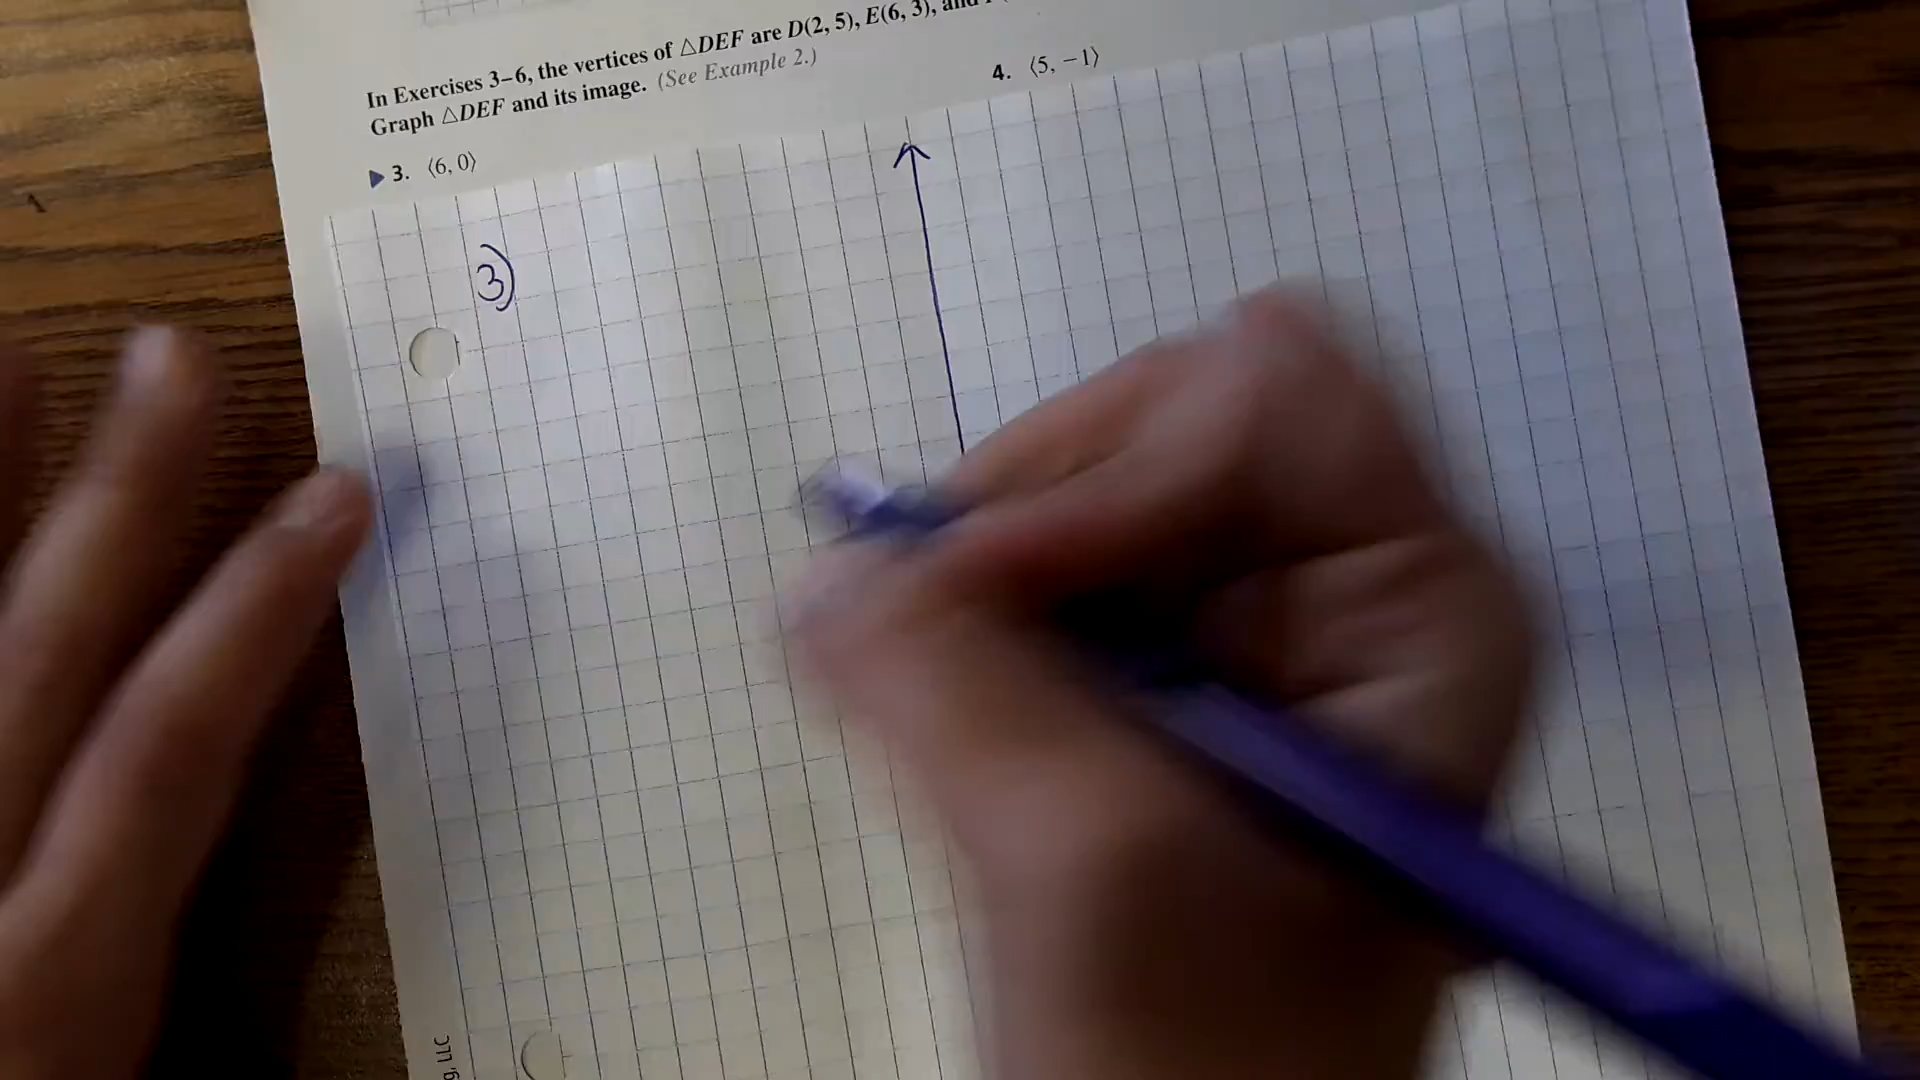 In Exercises 3–6, the vertices of △DEF are D(2, 5), E(6, 3), and
Graph △DEF and its image. (See Example 2.)
▶ 3. ⟨6, 0⟩
4. ⟨5, −1⟩
3)
LLC